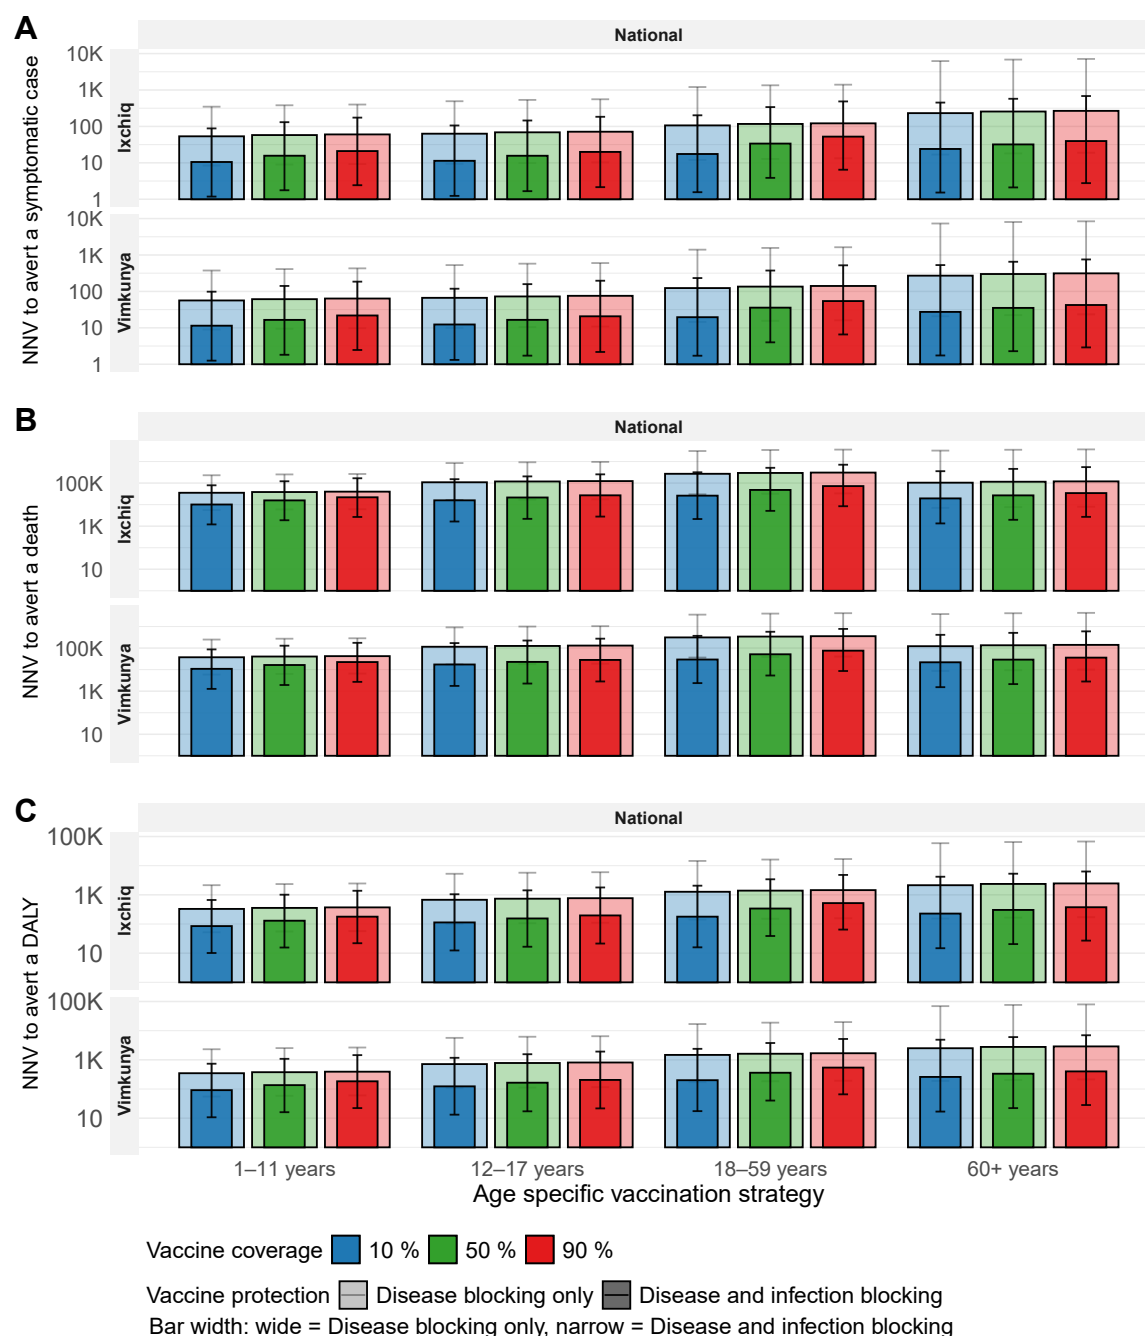 A
National
NNV to avert a symptomatic case
Ixchiq
10K
1K
100
10
1
Vimkunya
10K
1K
100
10
1
B
National
NNV to avert a death
Ixchiq
100K
1K
10
Vimkunya
100K
1K
10
C
National
NNV to avert a DALY
Ixchiq
100K
1K
10
Vimkunya
100K
1K
10
1–11 years 12–17 years 18–59 years 60+ years
Age specific vaccination strategy
Vaccine coverage 10 % 50 % 90 %
Vaccine protection Disease blocking only Disease and infection blocking
Bar width: wide = Disease blocking only, narrow = Disease and infection blocking